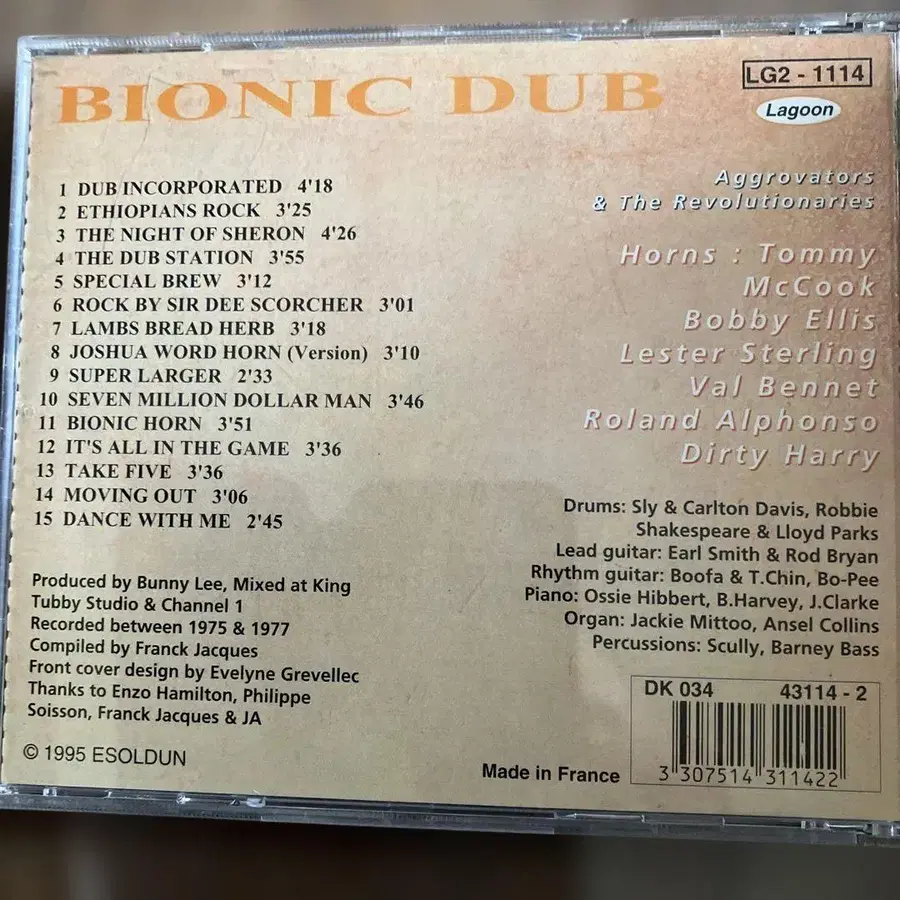 BIONIC DUB
LG2 - 1114
Lagoon
1 DUB INCORPORATED 4'18
2 ETHIOPIANS ROCK 3'25
3 THE NIGHT OF SHERON 4'26
4 THE DUB STATION 3'55
5 SPECIAL BREW 3'12
6 ROCK BY SIR DEE SCORCHER 3'01
7 LAMBS BREAD HERB 3'18
8 JOSHUA WORD HORN (Version) 3'10
9 SUPER LARGER 2'33
10 SEVEN MILLION DOLLAR MAN 3'46
11 BIONIC HORN 3'51
12 IT'S ALL IN THE GAME 3'36
13 TAKE FIVE 3'36
14 MOVING OUT 3'06
15 DANCE WITH ME 2'45
Aggrovators
& The Revolutionaries
Horns : Tommy
McCook
Bobby Ellis
Lester Sterling
Val Bennet
Roland Alphonso
Dirty Harry
Drums: Sly & Carlton Davis, Robbie
Shakespeare & Lloyd Parks
Lead guitar: Earl Smith & Rod Bryan
Rhythm guitar: Boofa & T.Chin, Bo-Pee
Piano: Ossie Hibbert, B.Harvey, J.Clarke
Organ: Jackie Mittoo, Ansel Collins
Percussions: Scully, Barney Bass
Produced by Bunny Lee, Mixed at King
Tubby Studio & Channel 1
Recorded between 1975 & 1977
Compiled by Franck Jacques
Front cover design by Evelyne Grevellec
Thanks to Enzo Hamilton, Philippe
Soisson, Franck Jacques & JA
© 1995 ESOLDUN
Made in France
DK 034 43114 - 2
3 307514 311422